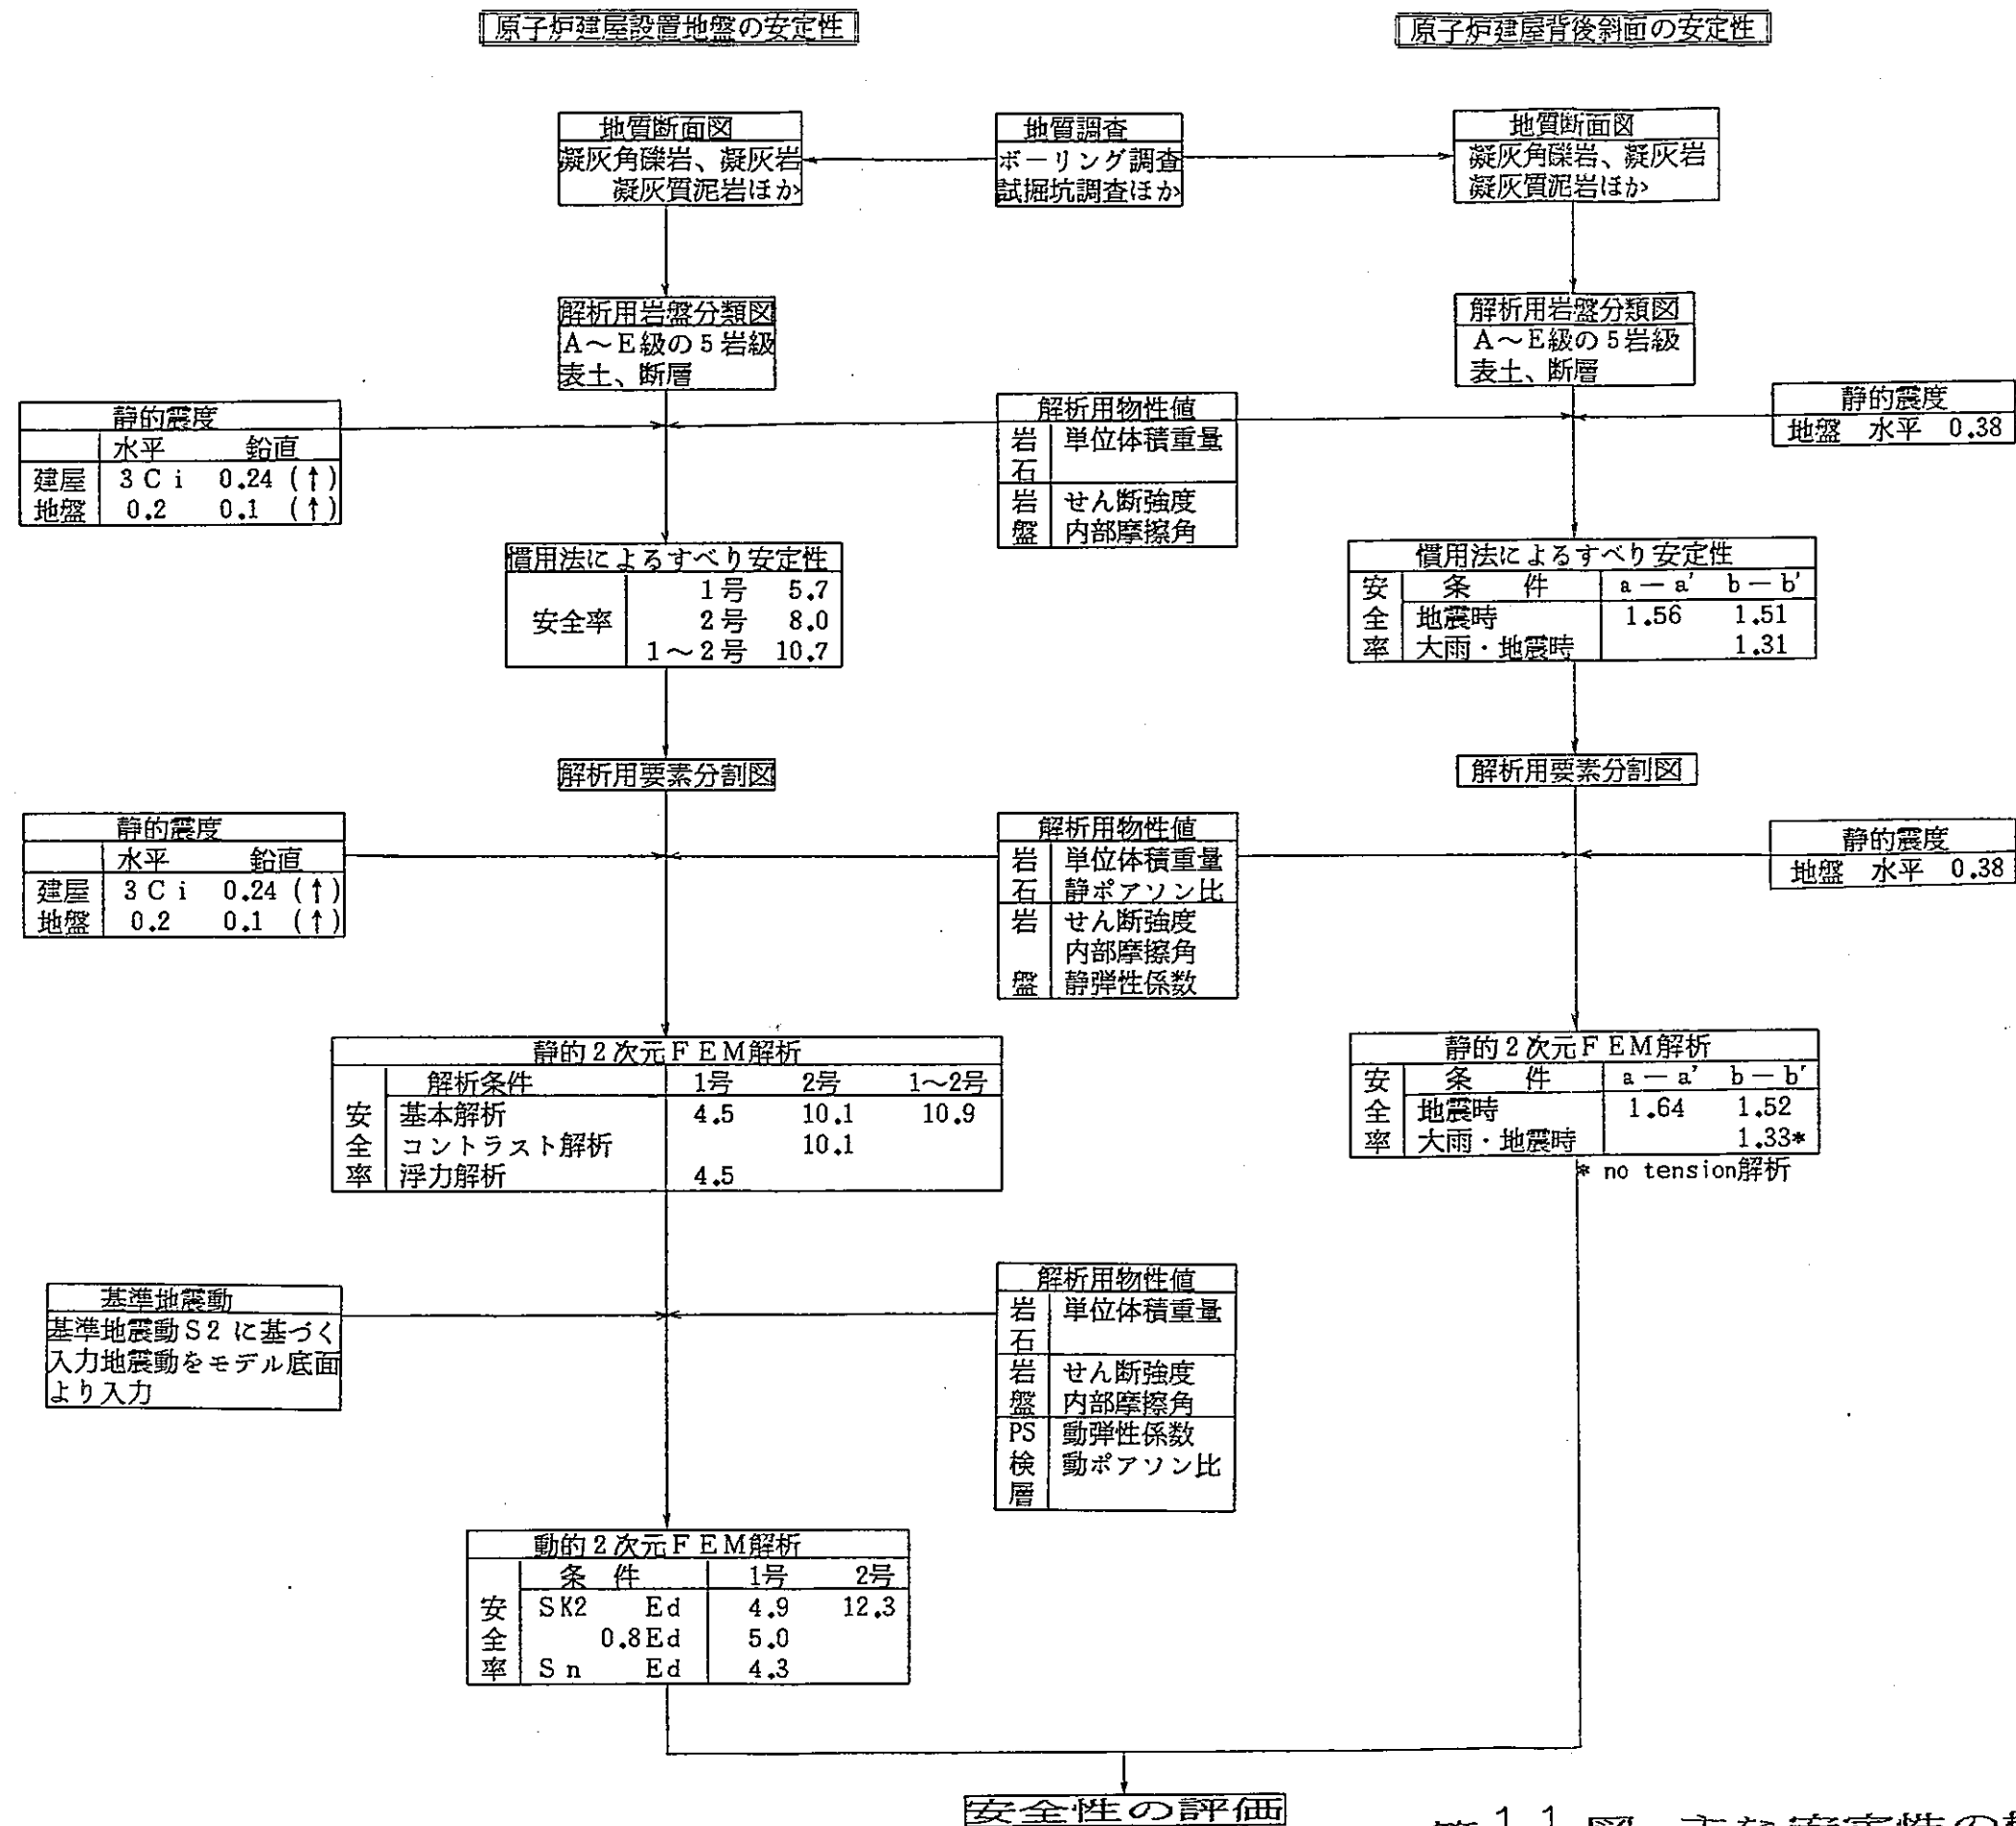 原子炉建屋設置地盤の安定性
原子炉建屋背後斜面の安定性
地質断面図
凝灰角礫岩、凝灰岩
凝灰質泥岩ほか
地質調査
ボーリング調査
試掘坑調査ほか
地質断面図
凝灰角礫岩、凝灰岩
凝灰質泥岩ほか
解析用岩盤分類図
A～E級の5岩級
表土、断層
解析用岩盤分類図
A～E級の5岩級
表土、断層
静的震度
水平 鉛直
建屋 3Ci 0.24 (↑)
地盤 0.2 0.1 (↑)
解析用物性値
岩石 単位体積重量
岩盤 せん断強度
内部摩擦角
静的震度
地盤 水平 0.38
慣用法によるすべり安定性
1号 5.7
安全率 2号 8.0
1～2号 10.7
慣用法によるすべり安定性
安全率 条件 a－a' b－b'
地震時 1.56 1.51
大雨・地震時 1.31
解析用要素分割図
解析用要素分割図
静的震度
水平 鉛直
建屋 3Ci 0.24 (↑)
地盤 0.2 0.1 (↑)
解析用物性値
岩石 単位体積重量
静ポアソン比
岩盤 せん断強度
内部摩擦角
静弾性係数
静的震度
地盤 水平 0.38
静的2次元FEM解析
解析条件 1号 2号 1～2号
安全率 基本解析 4.5 10.1 10.9
コントラスト解析 10.1
浮力解析 4.5
静的2次元FEM解析
安全率 条件 a－a' b－b'
地震時 1.64 1.52
大雨・地震時 1.33*
* no tension解析
基準地震動
基準地震動S2に基づく
入力地震動をモデル底面
より入力
解析用物性値
岩石 単位体積重量
岩盤 せん断強度
内部摩擦角
PS検層 動弾性係数
動ポアソン比
動的2次元FEM解析
条件 1号 2号
安全率 SK2 Ed 4.9 12.3
0.8Ed 5.0
Sn Ed 4.3
安全性の評価
第11図 主な安定性の